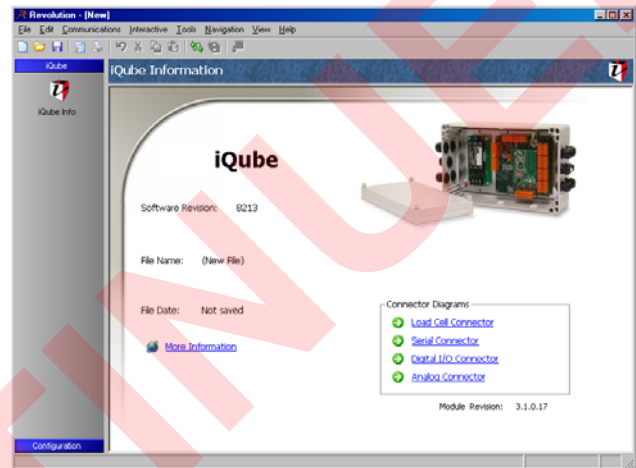 Revolution - [New]
File Edit Communications Interactive Tools Navigation View Help
iQube
iQube Information
iQube Info
iQube
Software Revision: 8213
File Name: (New File)
File Date: Not saved
More Information
Connector Diagrams
Load Cell Connector
Serial Connector
Digital I/O Connector
Analog Connector
Module Revision: 3.1.0.17
Configuration